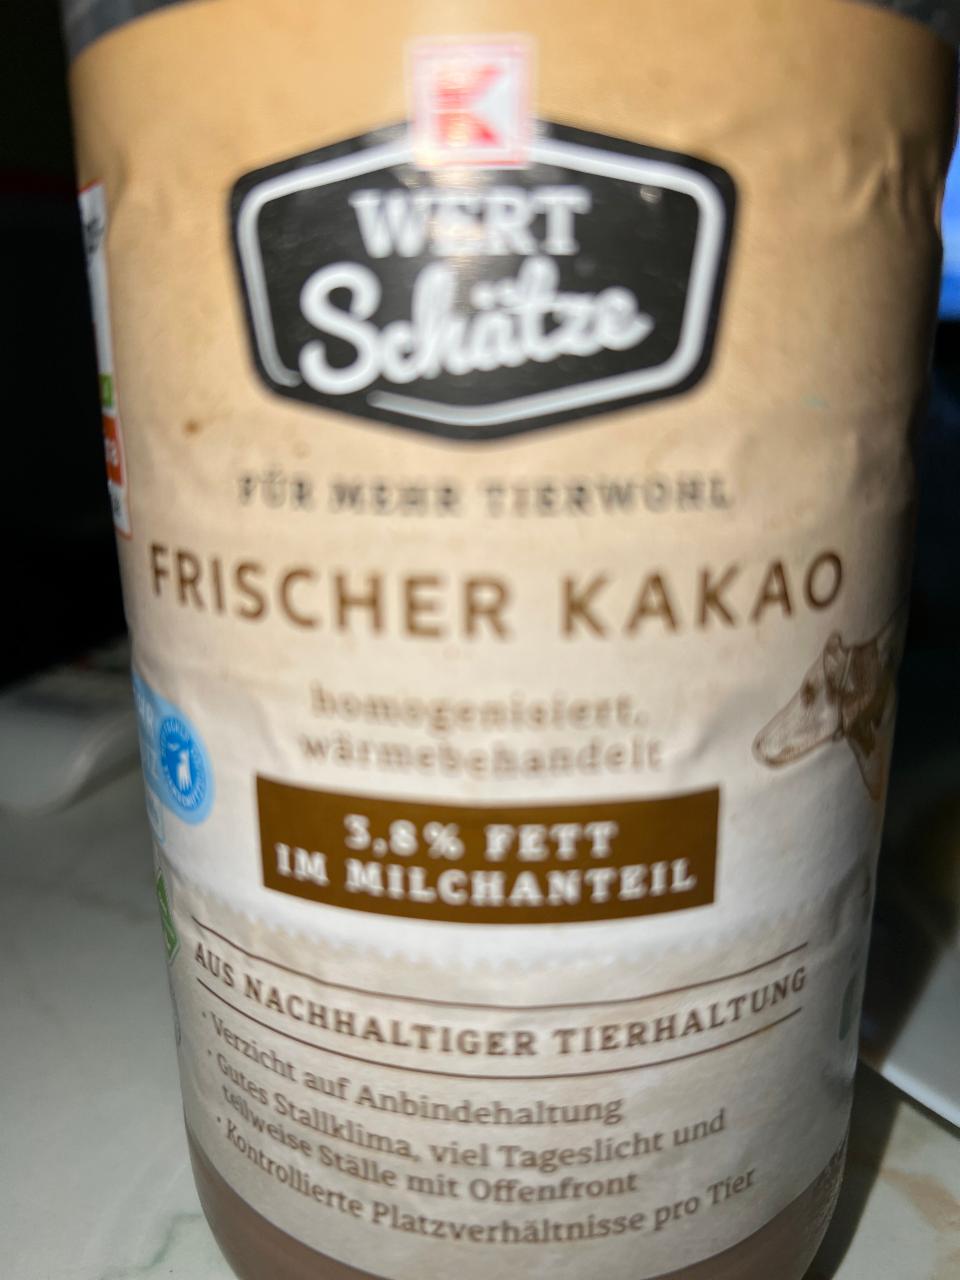 K
WERT
Schätze
FÜR MEHR TIERWOHL
FRISCHER KAKAO
homogenisiert,
wärmebehandelt
3,8% FETT
IM MILCHANTEIL
AUS NACHHALTIGER TIERHALTUNG
· Verzicht auf Anbindehaltung
· Gutes Stallklima, viel Tageslicht und
teilweise Ställe mit Offenfront
· Kontrollierte Platzverhältnisse pro Tier